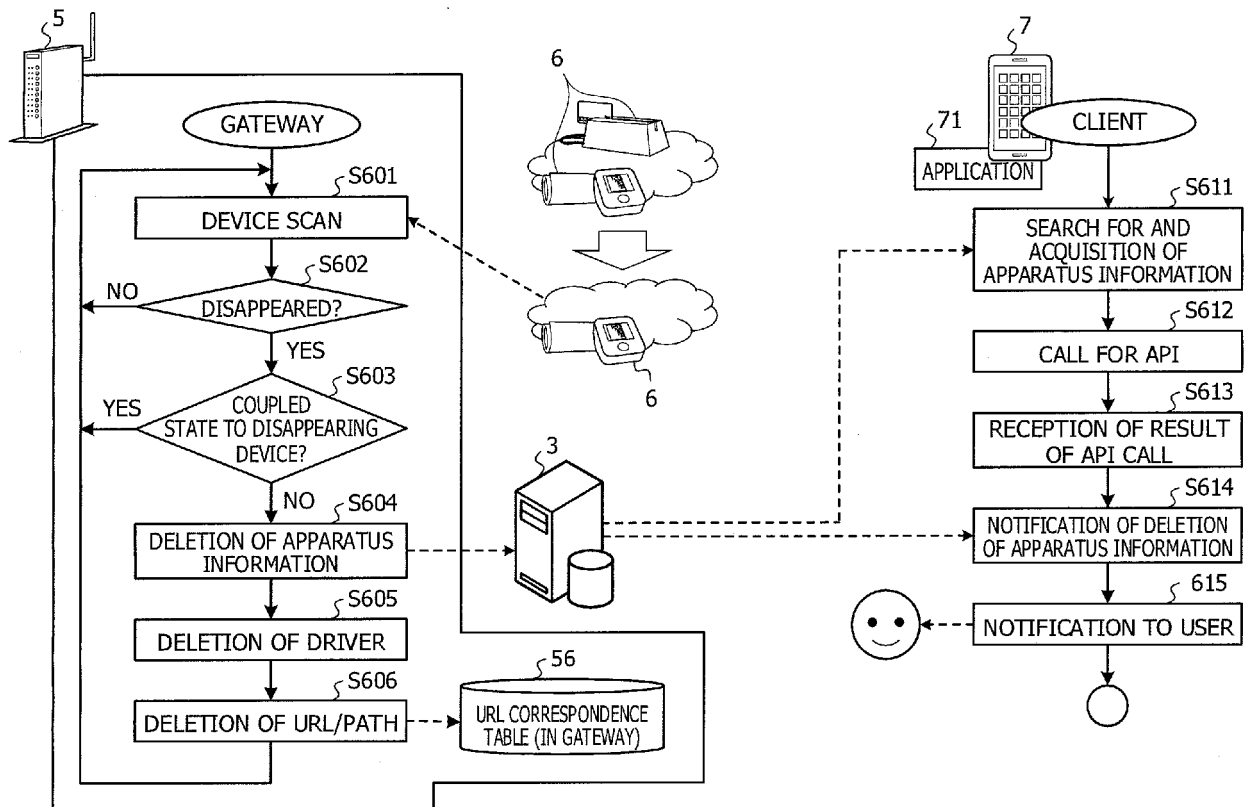 5
GATEWAY
S601
DEVICE SCAN
S602
DISAPPEARED?
NO
YES
S603
COUPLED
STATE TO DISAPPEARING
DEVICE?
YES
NO
S604
DELETION OF APPARATUS
INFORMATION
S605
DELETION OF DRIVER
S606
DELETION OF URL/PATH
6
6
3
56
URL CORRESPONDENCE
TABLE (IN GATEWAY)
7
71
APPLICATION
CLIENT
S611
SEARCH FOR AND
ACQUISITION OF
APPARATUS INFORMATION
S612
CALL FOR API
S613
RECEPTION OF RESULT
OF API CALL
S614
NOTIFICATION OF DELETION
OF APPARATUS INFORMATION
615
NOTIFICATION TO USER